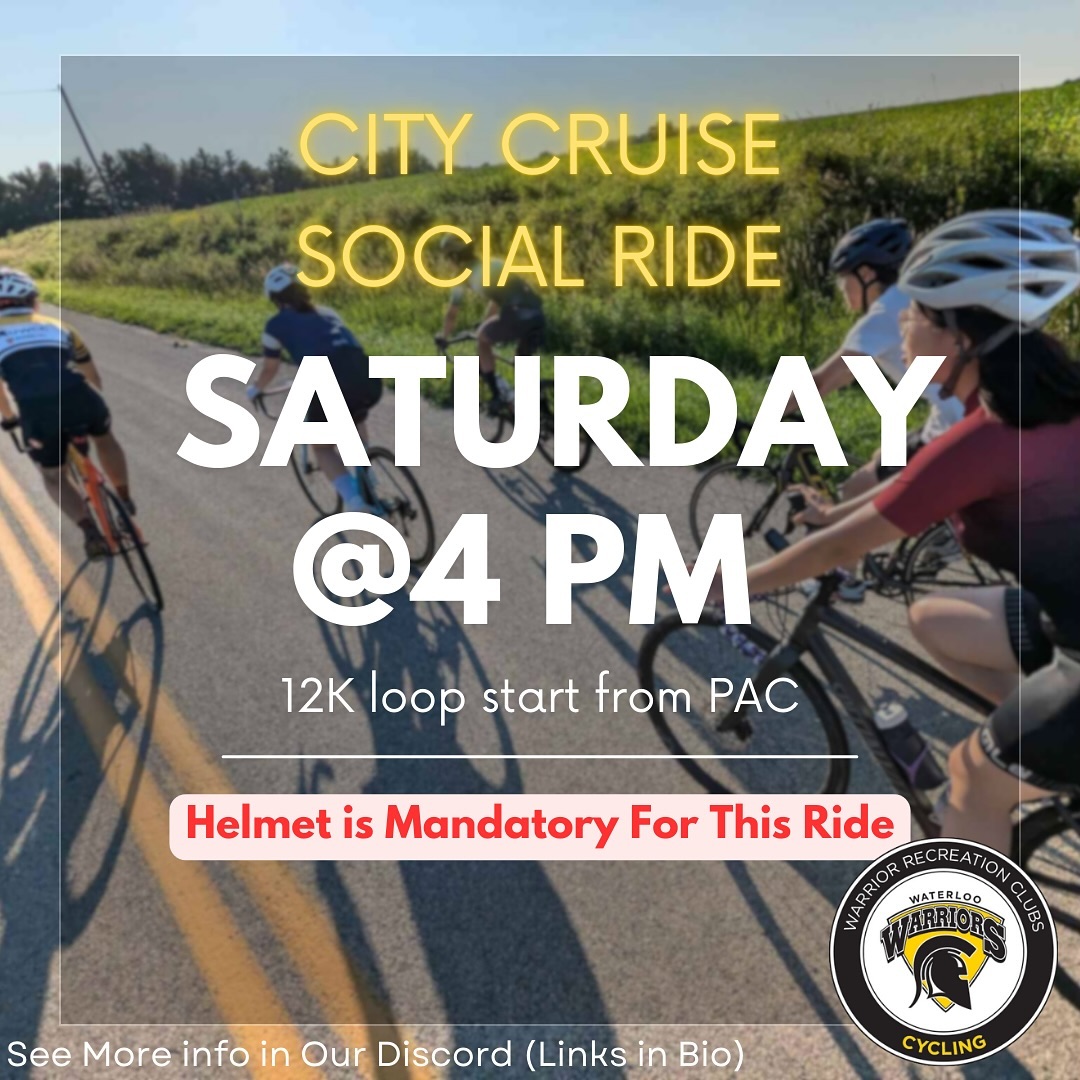 CITY CRUISE
SOCIAL RIDE
SATURDAY
@4 PM
12K loop start from PAC
Helmet is Mandatory For This Ride
WARRIOR RECREATION CLUBS
WATERLOO
WARRIORS
CYCLING
See More info in Our Discord (Links in Bio)